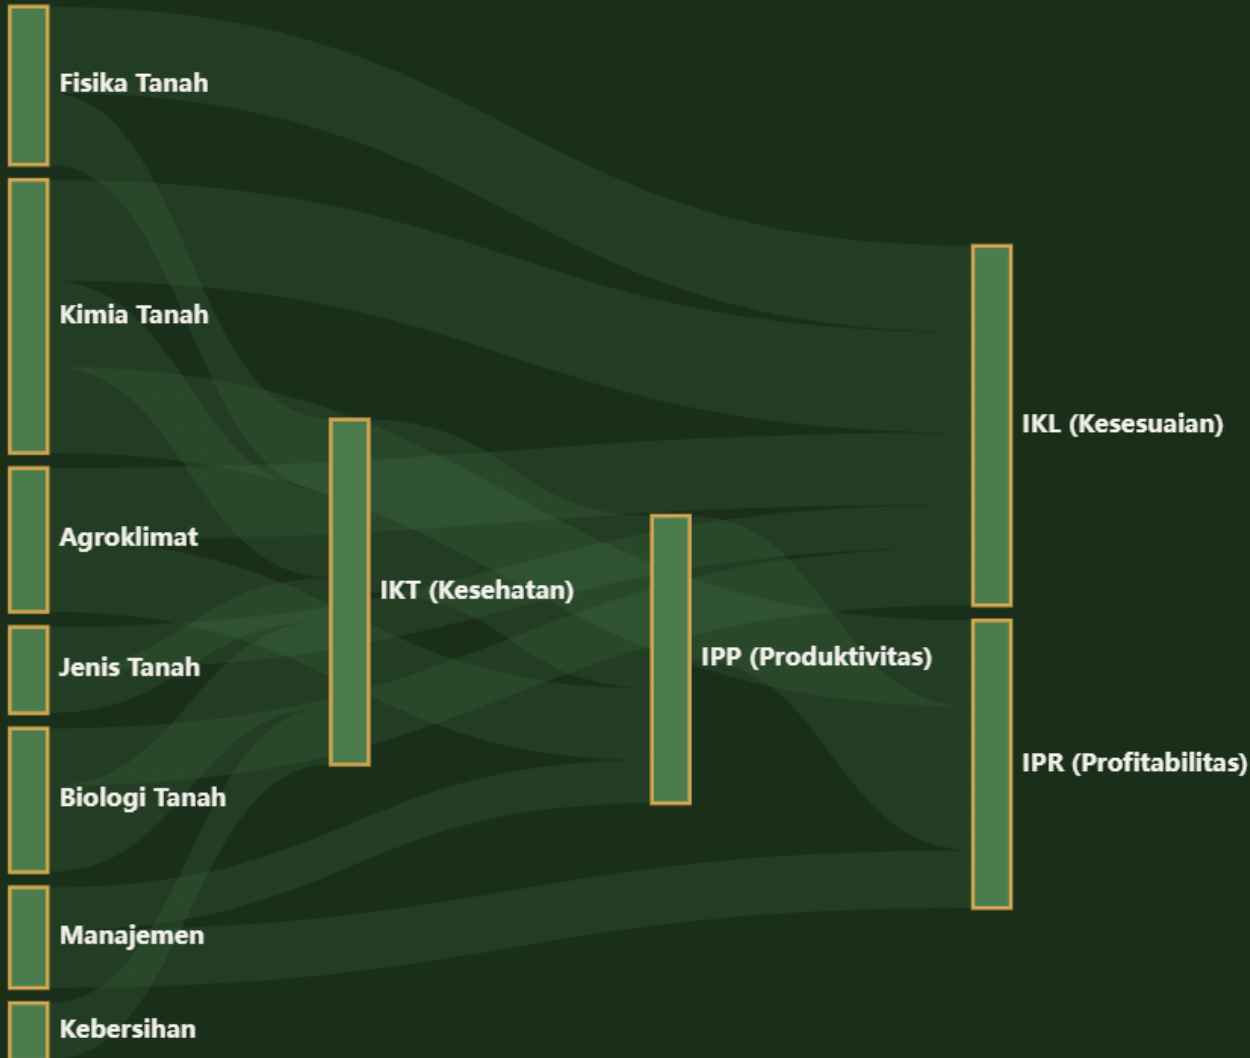 Fisika Tanah
Kimia Tanah
Agroklimat
Jenis Tanah
Biologi Tanah
Manajemen
Kebersihan
IKT (Kesehatan)
IPP (Produktivitas)
IKL (Kesesuaian)
IPR (Profitabilitas)